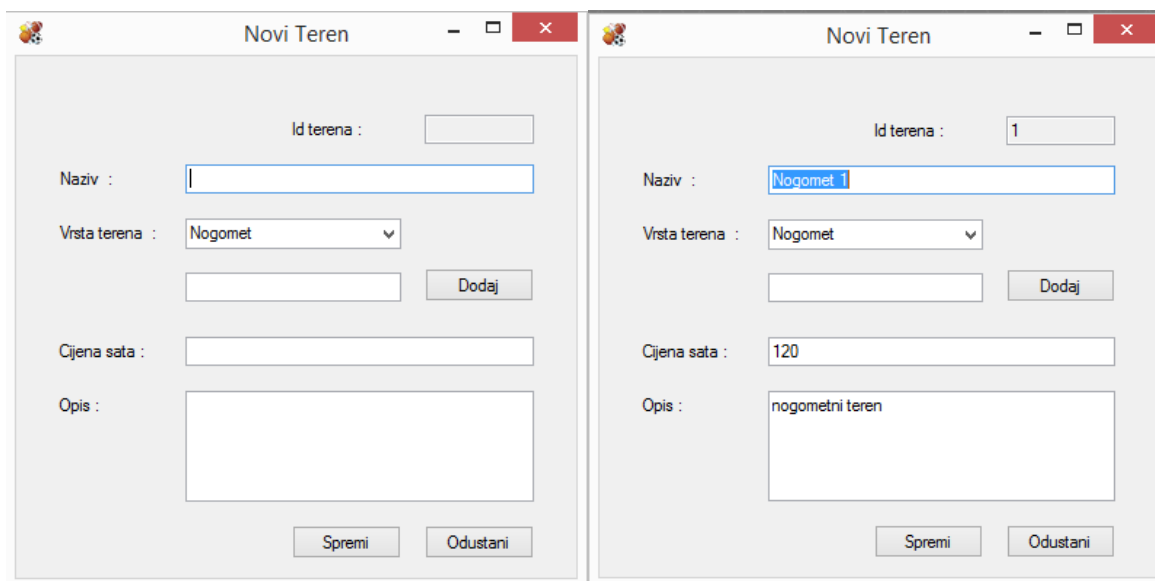 Novi Teren
Id terena :
Naziv :
Vrsta terena : Nogomet
Dodaj
Cijena sata :
Opis :
Spremi Odustani
Novi Teren
Id terena : 1
Naziv : Nogomet 1
Vrsta terena : Nogomet
Dodaj
Cijena sata : 120
Opis : nogometni teren
Spremi Odustani